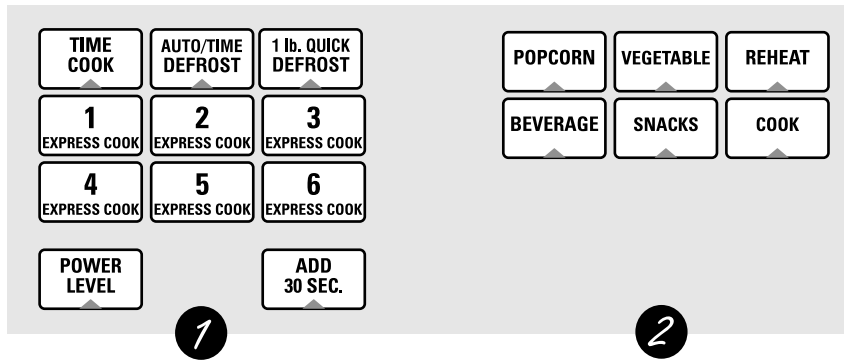 TIME
COOK
AUTO/TIME
DEFROST
1 lb. QUICK
DEFROST
1
EXPRESS COOK
2
EXPRESS COOK
3
EXPRESS COOK
4
EXPRESS COOK
5
EXPRESS COOK
6
EXPRESS COOK
POWER
LEVEL
ADD
30 SEC.
1
POPCORN
VEGETABLE
REHEAT
BEVERAGE
SNACKS
COOK
2